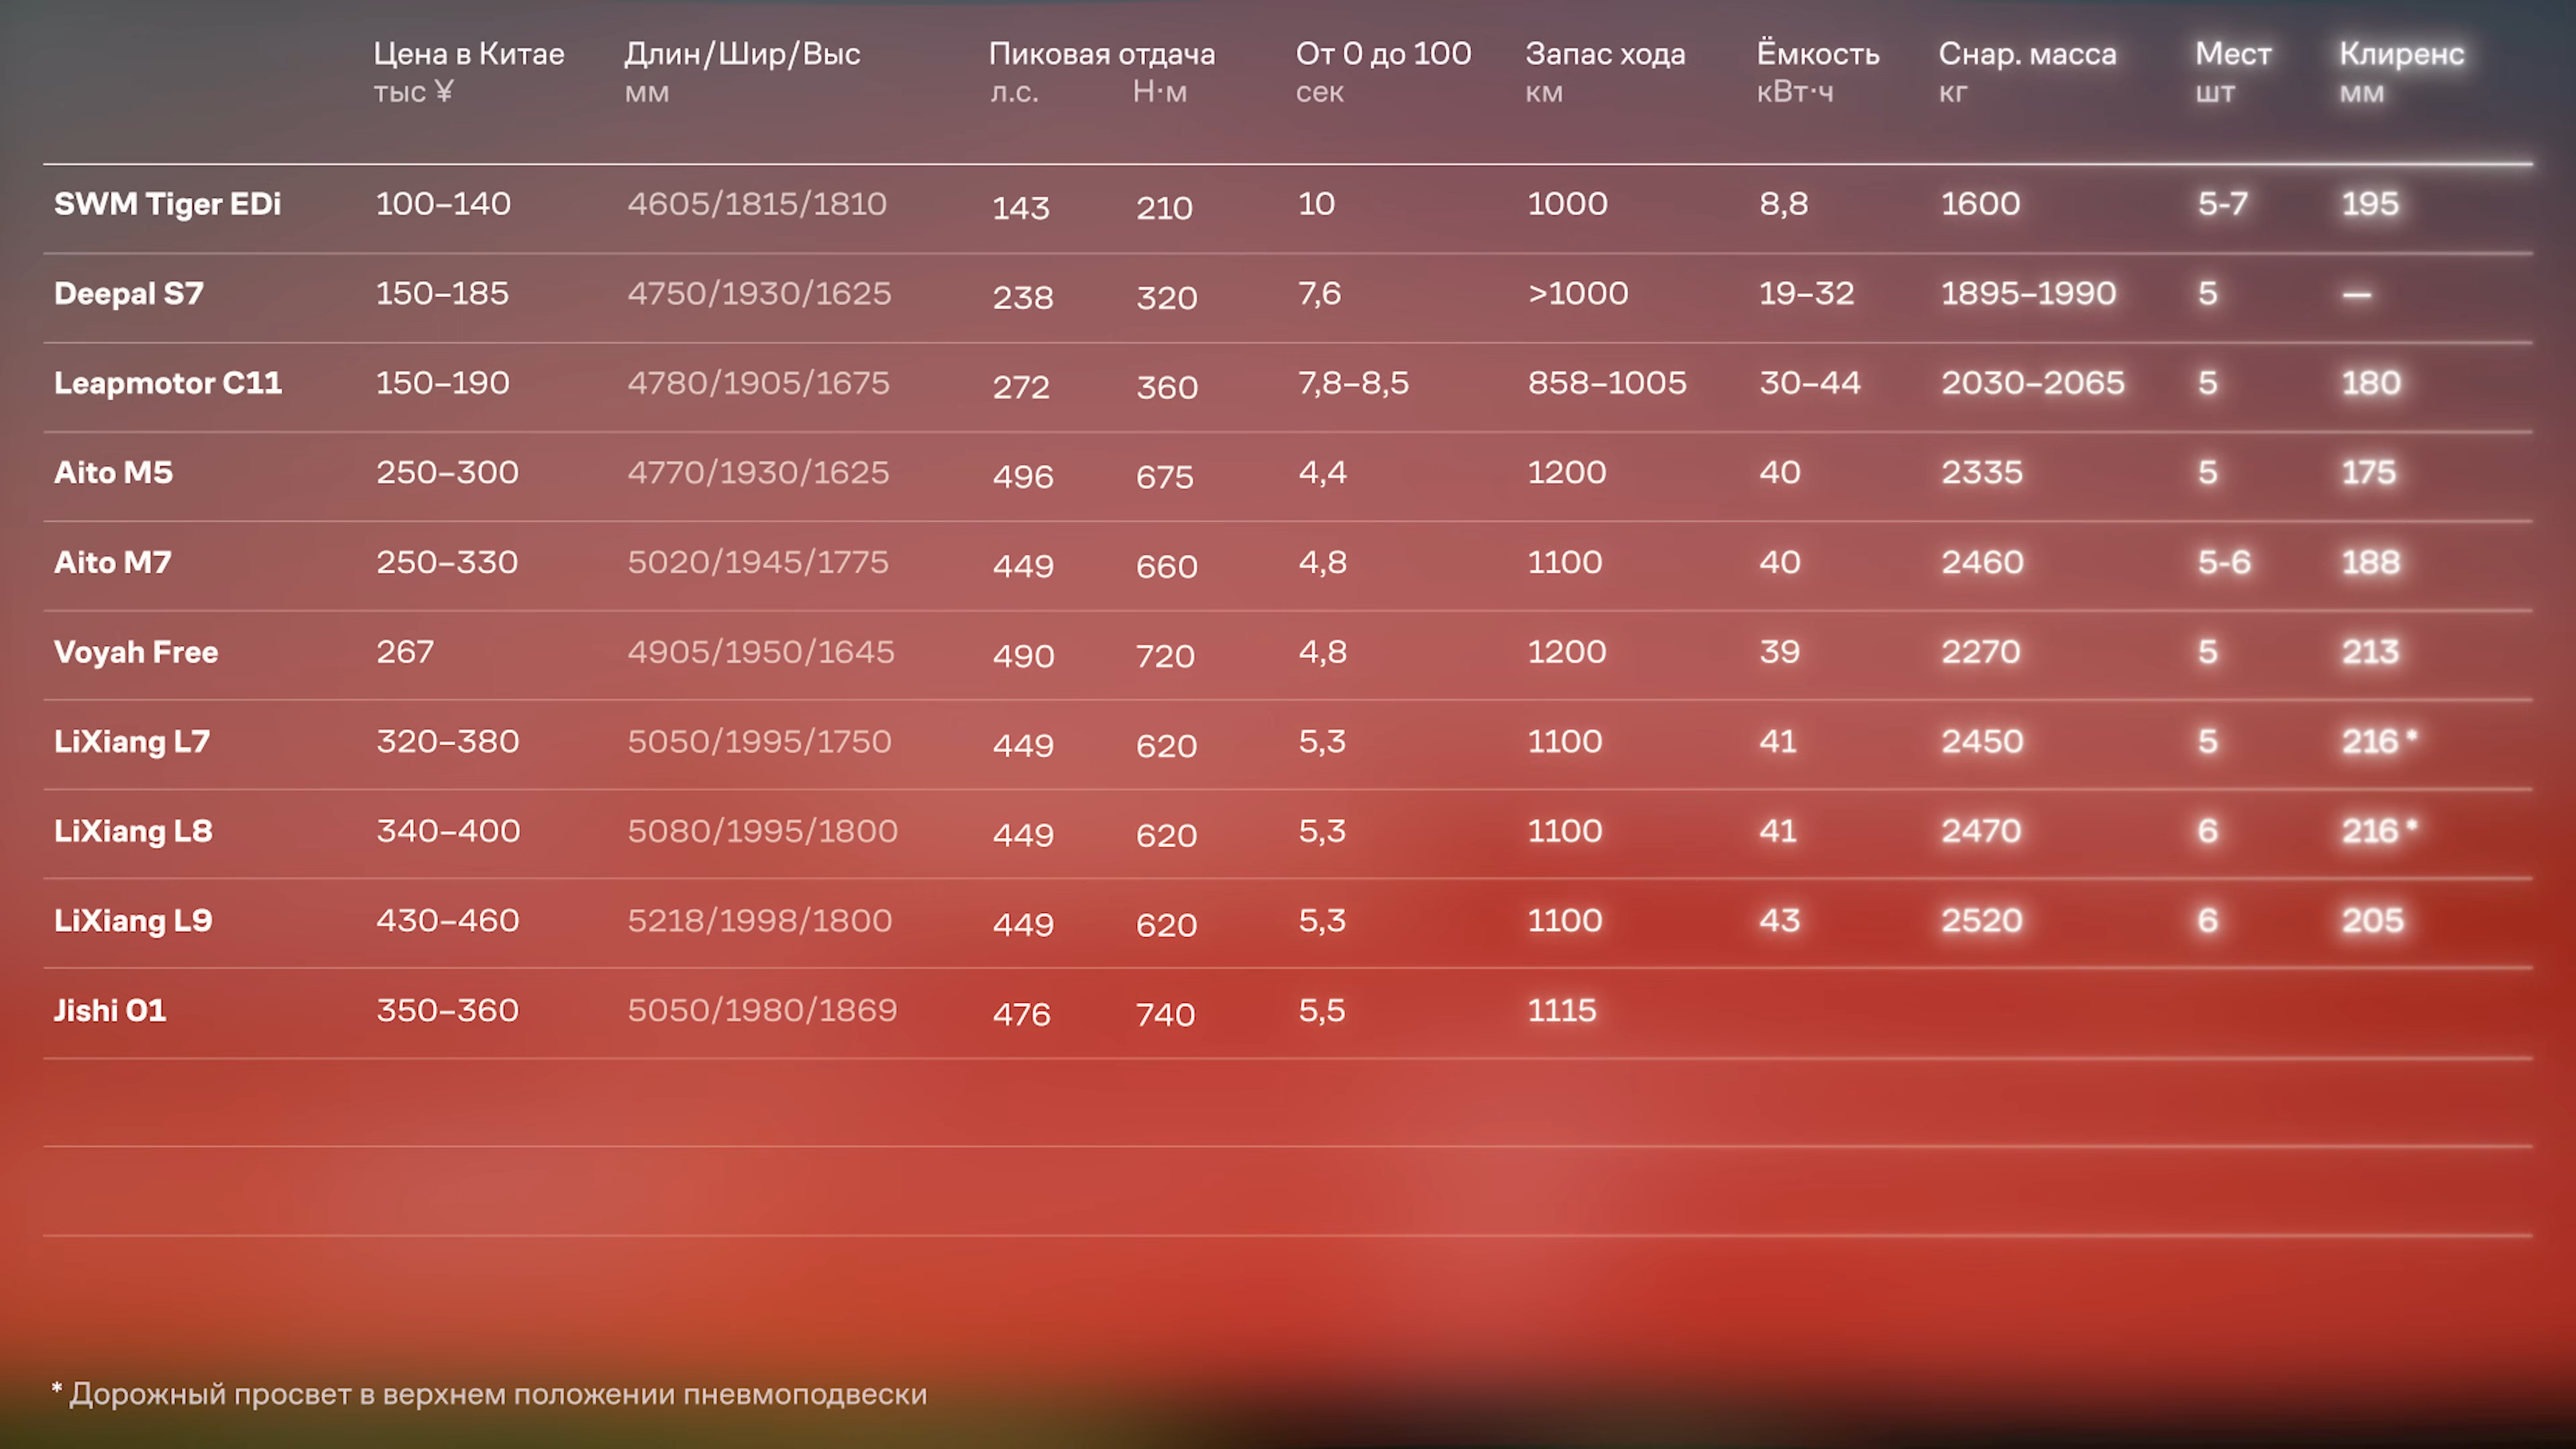 Цена в Китае Длин/Шир/Выс Пиковая отдача От 0 до 100 Запас хода Ёмкость Снар. масса Мест Клиренс
тыс ¥ мм л.с. Н·м сек км кВт·ч кг шт мм
SWM Tiger EDi 100–140 4605/1815/1810 143 210 10 1000 8,8 1600 5-7 195
Deepal S7 150–185 4750/1930/1625 238 320 7,6 >1000 19–32 1895–1990 5 —
Leapmotor C11 150–190 4780/1905/1675 272 360 7,8–8,5 858–1005 30–44 2030–2065 5 180
Aito M5 250–300 4770/1930/1625 496 675 4,4 1200 40 2335 5 175
Aito M7 250–330 5020/1945/1775 449 660 4,8 1100 40 2460 5-6 188
Voyah Free 267 4905/1950/1645 490 720 4,8 1200 39 2270 5 213
LiXiang L7 320–380 5050/1995/1750 449 620 5,3 1100 41 2450 5 216 *
LiXiang L8 340–400 5080/1995/1800 449 620 5,3 1100 41 2470 6 216 *
LiXiang L9 430–460 5218/1998/1800 449 620 5,3 1100 43 2520 6 205
Jishi 01 350–360 5050/1980/1869 476 740 5,5 1115
* Дорожный просвет в верхнем положении пневмоподвески